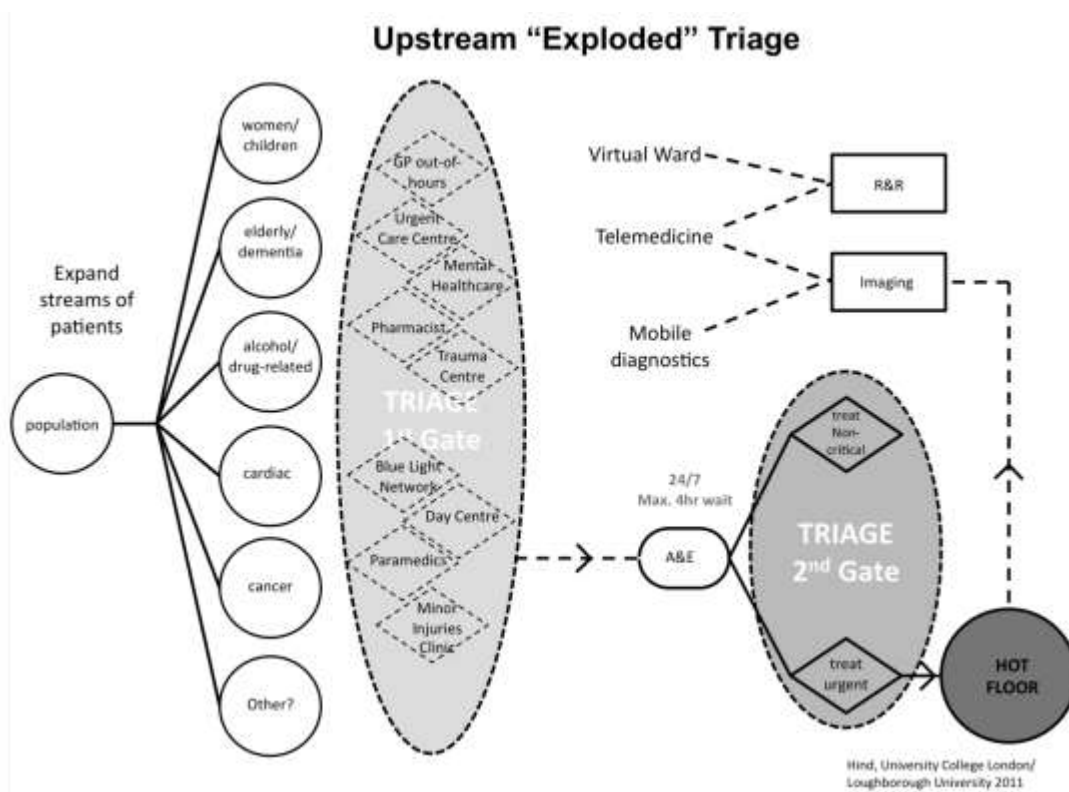 Upstream “Exploded” Triage
Expand
streams of
patients
population
women/
children
elderly/
dementia
alcohol/
drug-related
cardiac
cancer
Other?
GP out-of-
hours
Urgent
Care Centre
Mental
Healthcare
Pharmacist
Trauma
Centre
TRIAGE
1st Gate
Blue Light
Network
Day Centre
Paramedics
Minor
Injuries
Clinic
24/7
Max. 4hr wait
A&E
Virtual Ward
Telemedicine
Mobile
diagnostics
R&R
Imaging
treat
Non-
critical
TRIAGE
2nd Gate
treat
urgent
HOT
FLOOR
Hind, University College London/
Loughborough University 2011